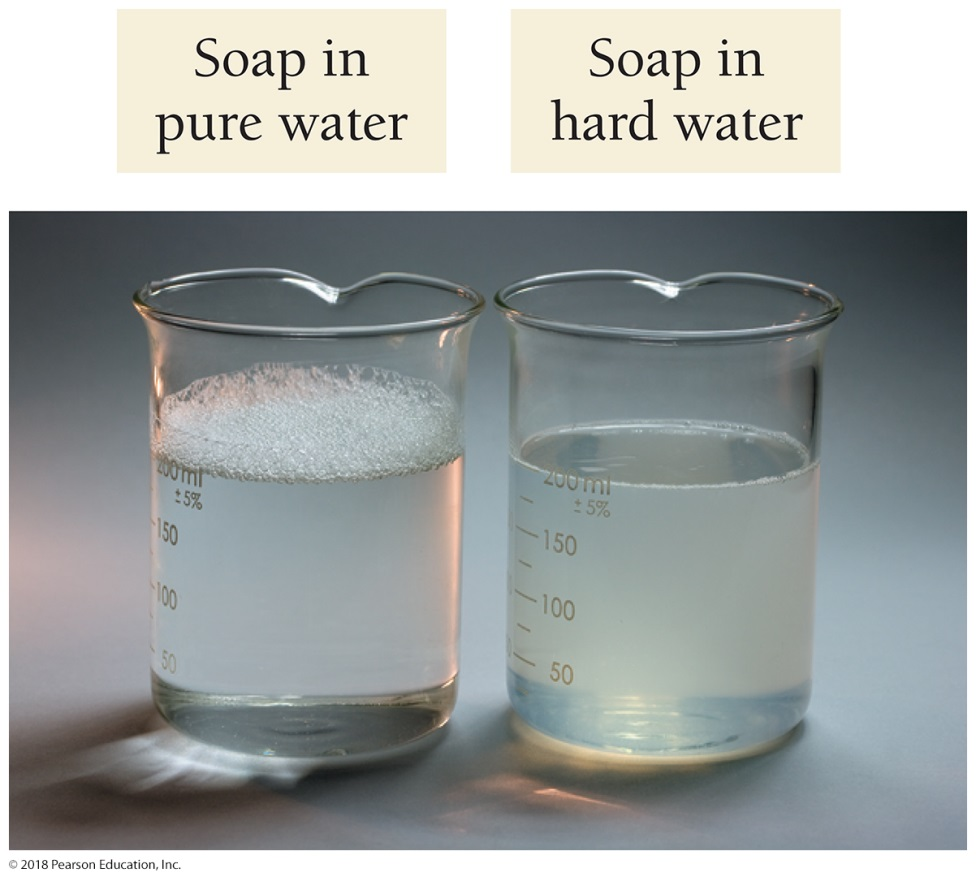 Soap in
pure water
Soap in
hard water
200 ml
± 5%
150
100
50
200 ml
± 5%
150
100
50
© 2018 Pearson Education, Inc.